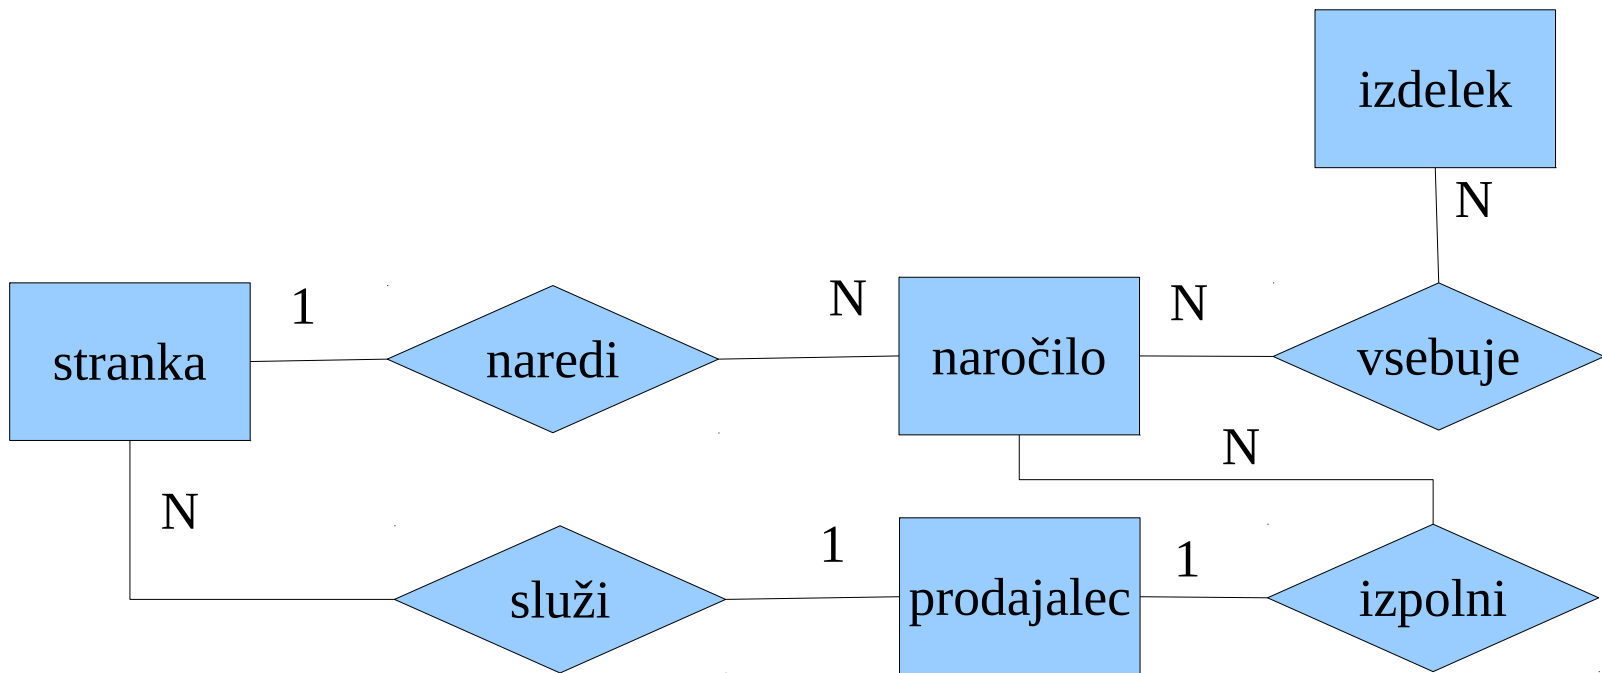 izdelek
N
stranka
1
naredi
N
naročilo
N
vsebuje
N
N
služi
1
prodajalec
1
izpolni